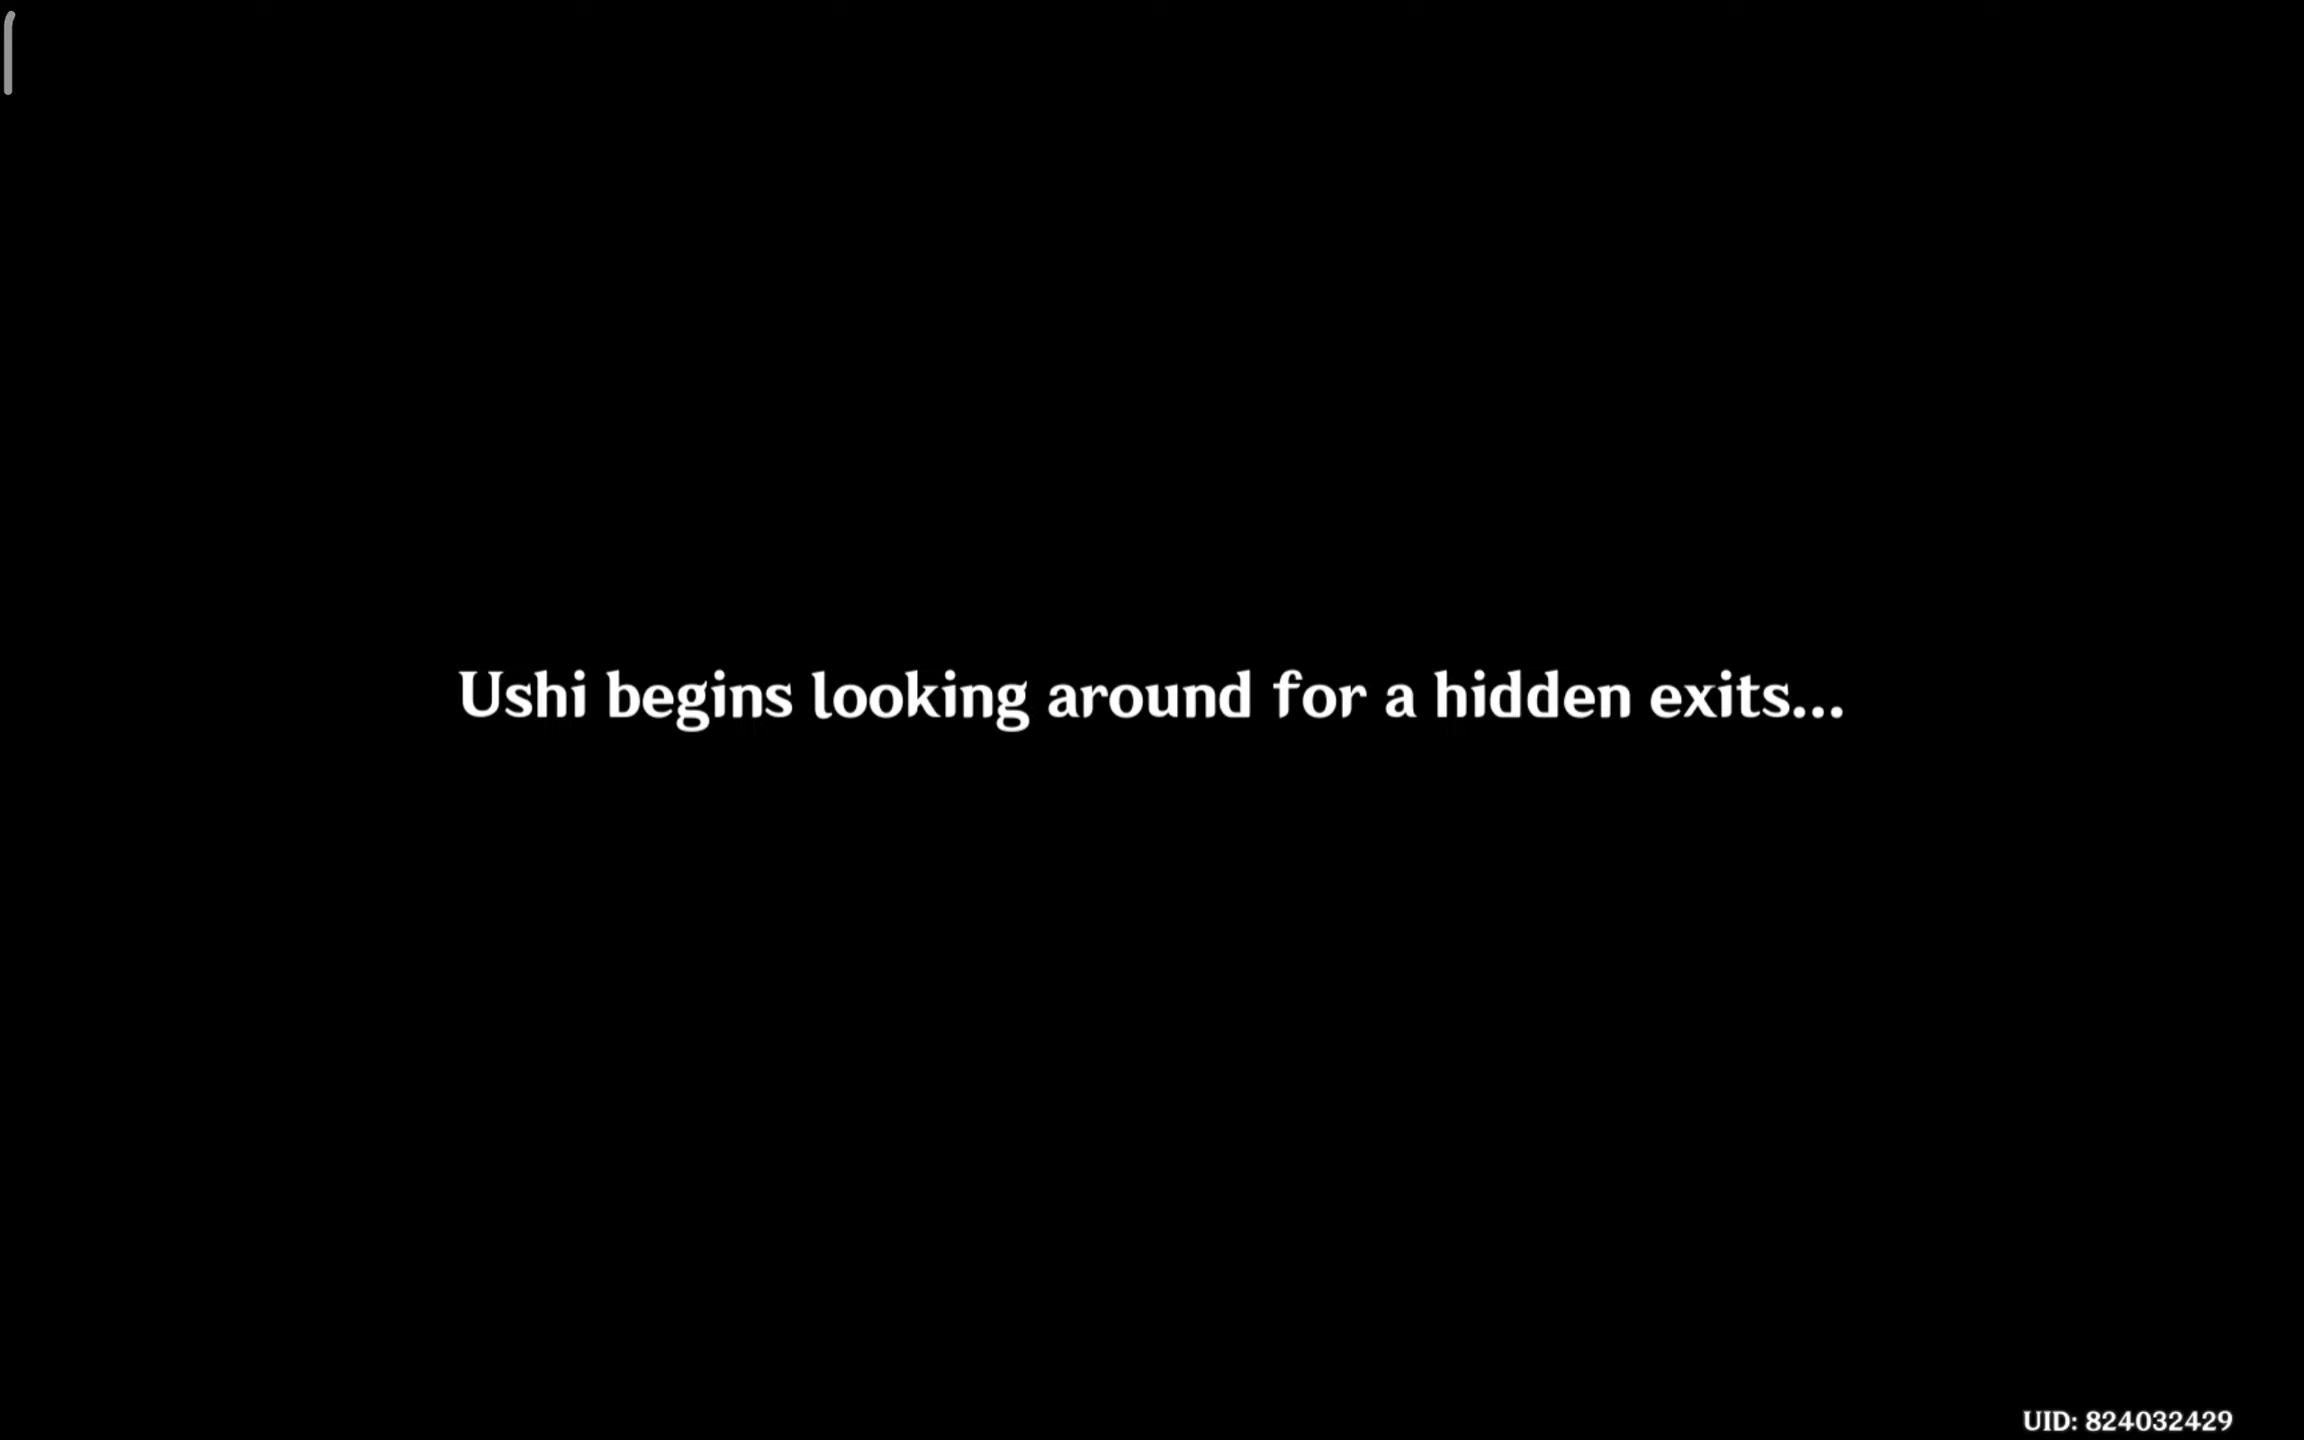 Ushi begins looking around for a hidden exits...
UID: 824032429